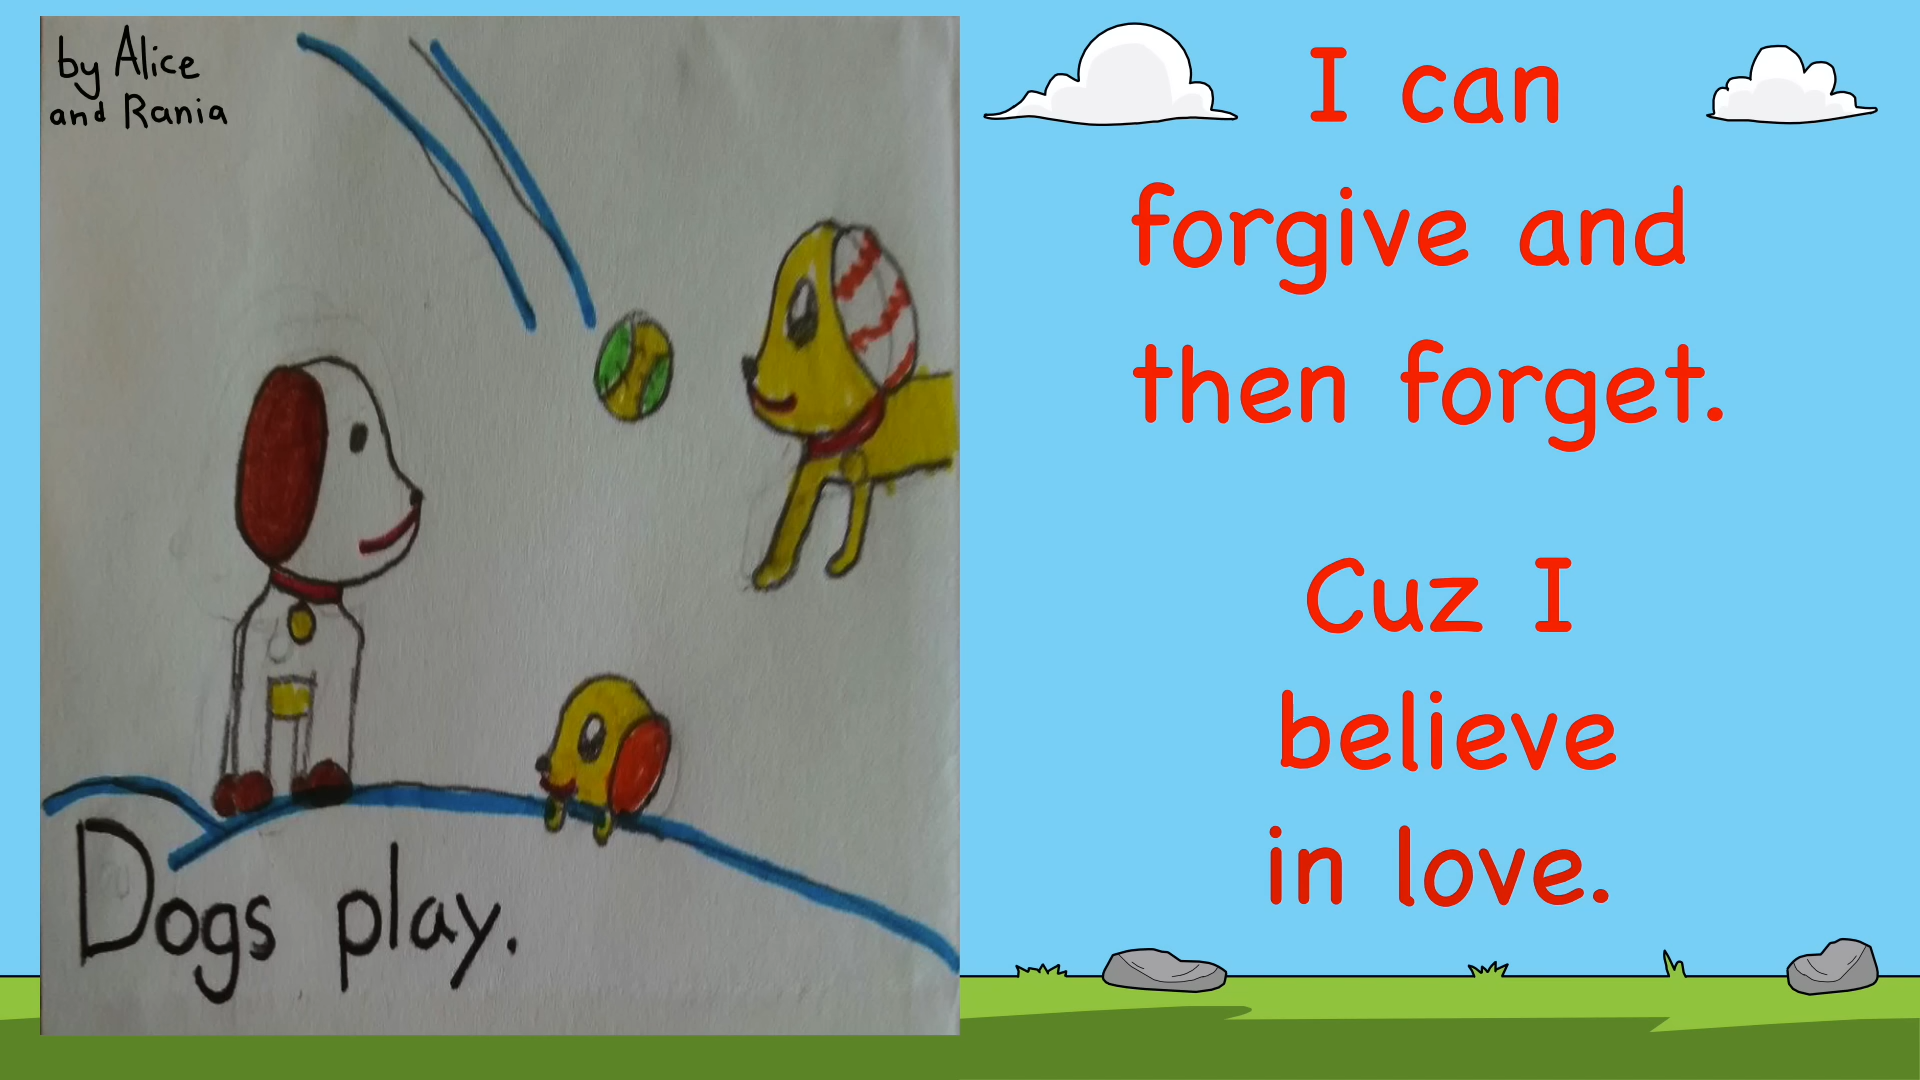 by Alice
and Rania
Dogs play.
I can
forgive and
then forget.
Cuz I
believe
in love.